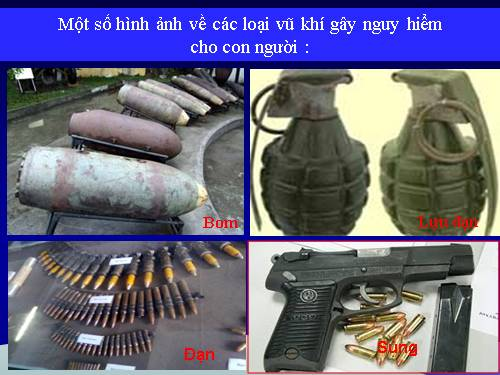 Một số hình ảnh về các loại vũ khí gây nguy hiểm
cho con người :
Bom
Lựu đạn
Đạn
Súng